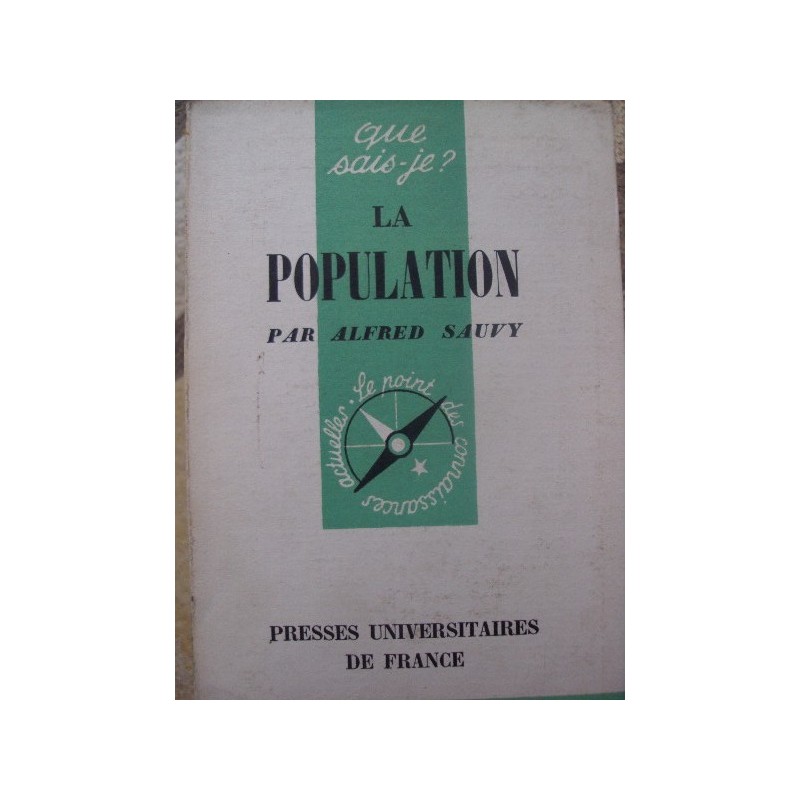 que
sais-je?
LA
POPULATION
PAR ALFRED SAUVY
Le point des connaissances actuelles.
PRESSES UNIVERSITAIRES
DE FRANCE